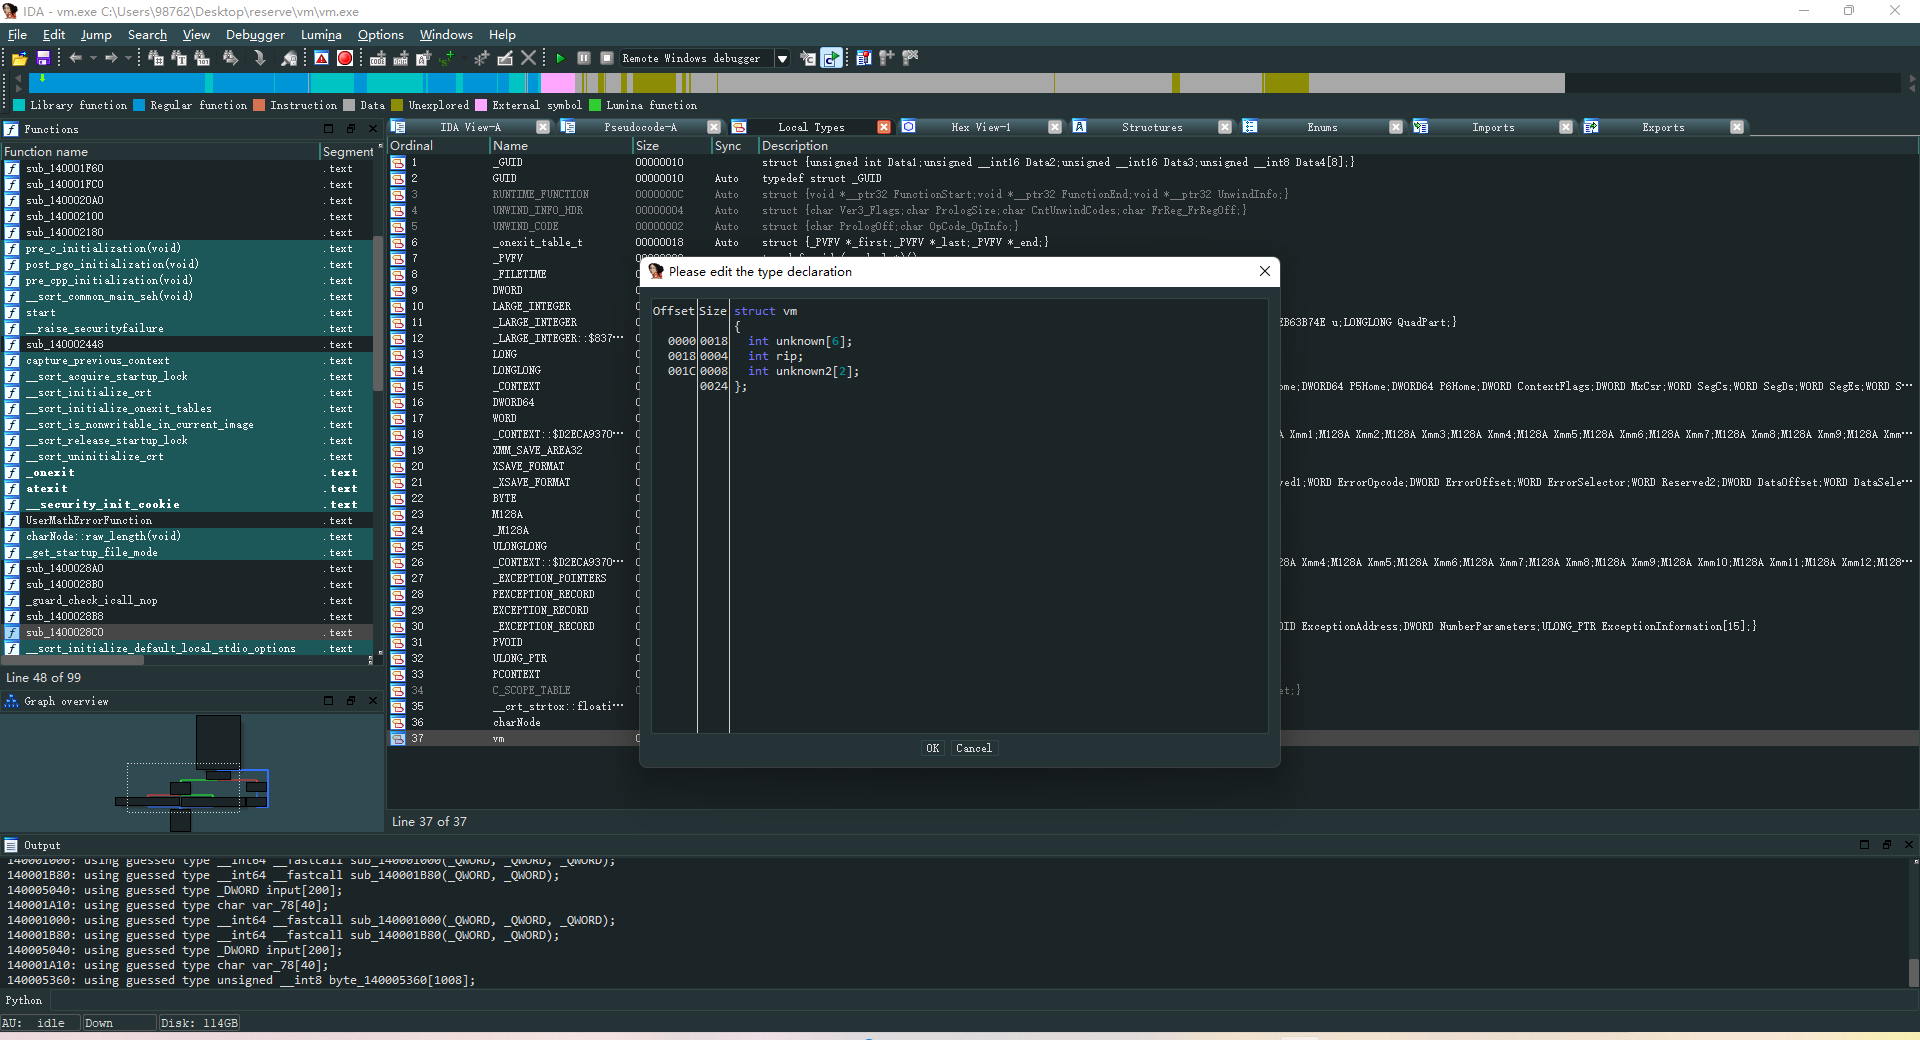 IDA - vm.exe C:\Users\98762\Desktop\reserve\vm\vm.exe
File Edit Jump Search View Debugger Lumina Options Windows Help
Remote Windows debugger
Library function Regular function Instruction Data Unexplored External symbol Lumina function
Functions
Function name Segment
sub_140001F60 .text
sub_140001FC0 .text
sub_1400020A0 .text
sub_140002100 .text
sub_140002180 .text
pre_c_initialization(void) .text
post_pgo_initialization(void) .text
pre_cpp_initialization(void) .text
__scrt_common_main_seh(void) .text
start .text
__raise_securityfailure .text
sub_140002448 .text
capture_previous_context .text
__scrt_acquire_startup_lock .text
__scrt_initialize_crt .text
__scrt_initialize_onexit_tables .text
__scrt_is_nonwritable_in_current_image .text
__scrt_release_startup_lock .text
__scrt_uninitialize_crt .text
_onexit .text
atexit .text
__security_init_cookie .text
UserMathErrorFunction .text
charNode::raw_length(void) .text
_get_startup_file_mode .text
sub_1400028A0 .text
sub_1400028B0 .text
_guard_check_icall_nop .text
sub_1400028B8 .text
sub_1400028C0 .text
__scrt_initialize_default_local_stdio_options .text
Line 48 of 99
Graph overview
IDA View-A Pseudocode-A Local Types Hex View-1 Structures Enums Imports Exports
Ordinal Name Size Sync Description
1 _GUID 00000010 struct {unsigned int Data1;unsigned __int16 Data2;unsigned __int16 Data3;unsigned __int8 Data4[8];}
2 GUID 00000010 Auto typedef struct _GUID
3 RUNTIME_FUNCTION 0000000C Auto struct {void *__ptr32 FunctionStart;void *__ptr32 FunctionEnd;void *__ptr32 UnwindInfo;}
4 UNWIND_INFO_HDR 00000004 Auto struct {char Ver3_Flags;char PrologSize;char CntUnwindCodes;char FrReg_FrRegOff;}
5 UNWIND_CODE 00000002 Auto struct {char PrologOff;char OpCode_OpInfo;}
6 _onexit_table_t 00000018 Auto struct {_PVFV *_first;_PVFV *_last;_PVFV *_end;}
7 _PVFV
8 _FILETIME
9 DWORD
10 LARGE_INTEGER
11 _LARGE_INTEGER EB63B74E u;LONGLONG QuadPart;}
12 _LARGE_INTEGER::$837···
13 LONG
14 LONGLONG
15 _CONTEXT me;DWORD64 P5Home;DWORD64 P6Home;DWORD ContextFlags;DWORD MxCsr;WORD SegCs;WORD SegDs;WORD SegEs;WORD S···
16 DWORD64
17 WORD
18 _CONTEXT::$D2ECA9370··· A Xmm1;M128A Xmm2;M128A Xmm3;M128A Xmm4;M128A Xmm5;M128A Xmm6;M128A Xmm7;M128A Xmm8;M128A Xmm9;M128A Xmm···
19 XMM_SAVE_AREA32
20 XSAVE_FORMAT
21 _XSAVE_FORMAT ved1;WORD ErrorOpcode;DWORD ErrorOffset;WORD ErrorSelector;WORD Reserved2;DWORD DataOffset;WORD DataSele···
22 BYTE
23 M128A
24 _M128A
25 ULONGLONG
26 _CONTEXT::$D2ECA9370··· 8A Xmm4;M128A Xmm5;M128A Xmm6;M128A Xmm7;M128A Xmm8;M128A Xmm9;M128A Xmm10;M128A Xmm11;M128A Xmm12;M128···
27 _EXCEPTION_POINTERS
28 PEXCEPTION_RECORD
29 EXCEPTION_RECORD
30 _EXCEPTION_RECORD OID ExceptionAddress;DWORD NumberParameters;ULONG_PTR ExceptionInformation[15];}
31 PVOID
32 ULONG_PTR
33 PCONTEXT
34 C_SCOPE_TABLE et;}
35 __crt_strtox::floati···
36 charNode
37 vm
Line 37 of 37
Please edit the type declaration
Offset Size struct vm
{
0000 0018 int unknown[6];
0018 0004 int rip;
001C 0008 int unknown2[2];
0024 };
OK Cancel
Output
140001000: using guessed type __int64 __fastcall sub_140001000(_QWORD, _QWORD, _QWORD);
140001B80: using guessed type __int64 __fastcall sub_140001B80(_QWORD, _QWORD);
140005040: using guessed type _DWORD input[200];
140001A10: using guessed type char var_78[40];
140001000: using guessed type __int64 __fastcall sub_140001000(_QWORD, _QWORD, _QWORD);
140001B80: using guessed type __int64 __fastcall sub_140001B80(_QWORD, _QWORD);
140005040: using guessed type _DWORD input[200];
140001A10: using guessed type char var_78[40];
140005360: using guessed type unsigned __int8 byte_140005360[1008];
Python
AU: idle Down Disk: 114GB